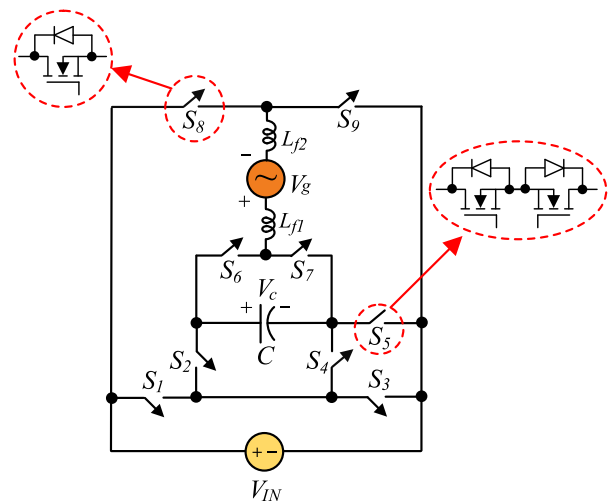 S8
S9
Lf2
−
Vg
+
Lf1
S6
S7
Vc
+
−
S5
S2
C
S4
S1
S3
+ −
VIN